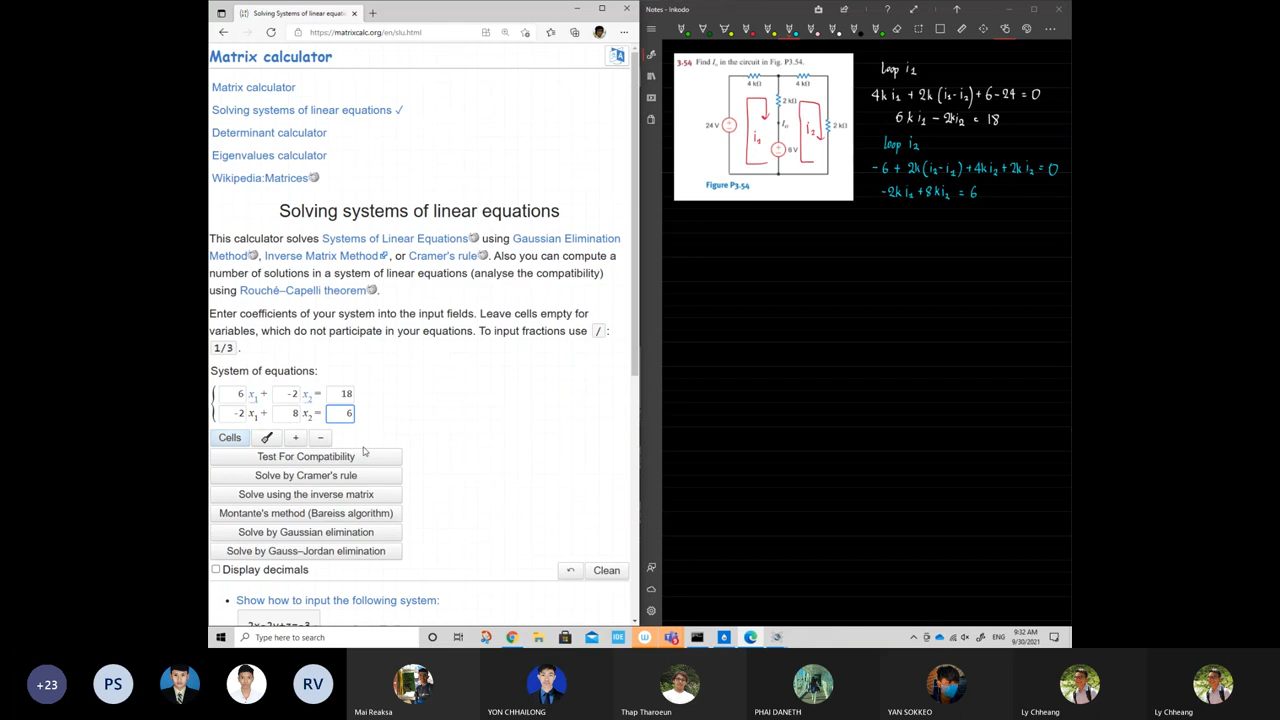 Solving Systems of linear equati
https://matrixcalc.org/en/slu.html
Matrix calculator
Matrix calculator
Solving systems of linear equations ✓
Determinant calculator
Eigenvalues calculator
Wikipedia:Matrices
Solving systems of linear equations
This calculator solves Systems of Linear Equations using Gaussian Elimination
Method, Inverse Matrix Method, or Cramer's rule. Also you can compute a
number of solutions in a system of linear equations (analyse the compatibility)
using Rouché–Capelli theorem.
Enter coefficients of your system into the input fields. Leave cells empty for
variables, which do not participate in your equations. To input fractions use /:
1/3.
System of equations:
6 x₁ + -2 x₂ = 18
-2 x₁ + 8 x₂ = 6
Cells + −
Test For Compatibility
Solve by Cramer's rule
Solve using the inverse matrix
Montante's method (Bareiss algorithm)
Solve by Gaussian elimination
Solve by Gauss–Jordan elimination
Display decimals
Clean
Show how to input the following system:
Type here to search
Notes - Inkodo
3.54 Find Iₒ in the circuit in Fig. P3.54.
4 kΩ 4 kΩ
2 kΩ
Iₒ
24 V i₁ i₂ 2 kΩ
6 V
Figure P3.54
loop i₁
4k i₁ + 2k (i₁-i₂) + 6-24 = 0
6 k i₁ - 2k i₂ = 18
loop i₂
-6 + 2k (i₂-i₁) + 4k i₂ + 2k i₂ = 0
-2k i₁ + 8k i₂ = 6
IDE
W
ENG
9:32 AM
9/30/2021
+23
PS
RV
Mai Reaksa
YON CHHAILONG
Thap Tharoeun
PHAI DANETH
YAN SOKKEO
Ly Chheang
Ly Chheang